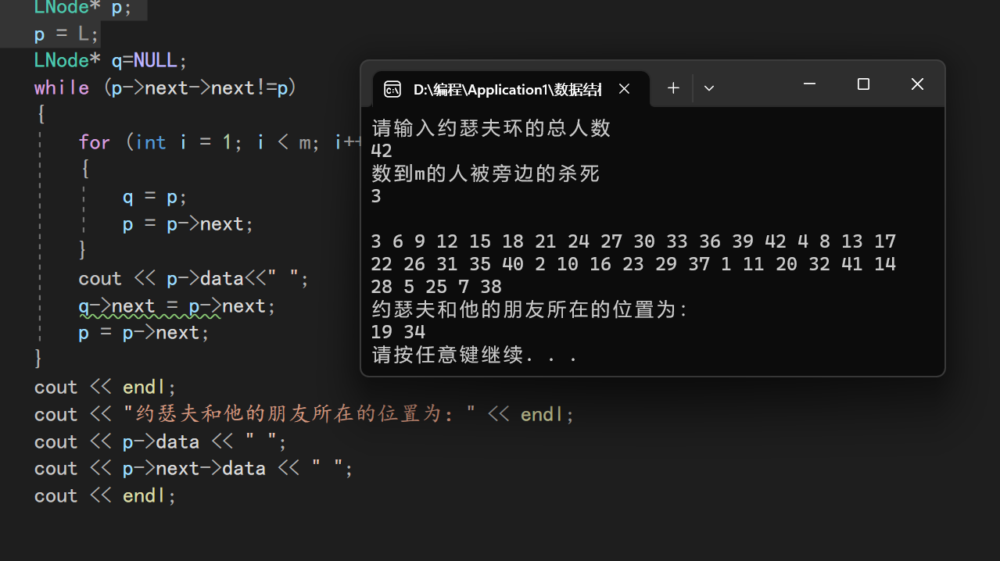 LNode* p;
p = L;
LNode* q=NULL;
while (p->next->next!=p)
{
for (int i = 1; i < m; i++
{
q = p;
p = p->next;
}
cout << p->data<<" ";
q->next = p->next;
p = p->next;
}
cout << endl;
cout << "约瑟夫和他的朋友所在的位置为：" << endl;
cout << p->data << " ";
cout << p->next->data << " ";
cout << endl;
D:\编程\Application1\数据结构
请输入约瑟夫环的总人数
42
数到m的人被旁边的杀死
3
3 6 9 12 15 18 21 24 27 30 33 36 39 42 4 8 13 17
22 26 31 35 40 2 10 16 23 29 37 1 11 20 32 41 14
28 5 25 7 38
约瑟夫和他的朋友所在的位置为：
19 34
请按任意键继续. . .